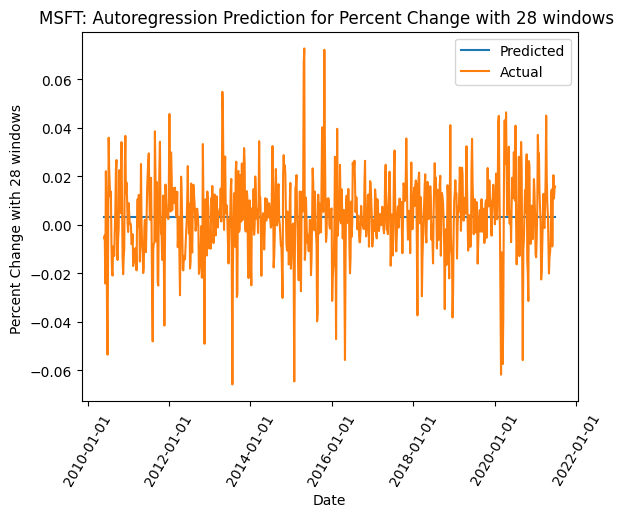 MSFT: Autoregression Prediction for Percent Change with 28 windows
Predicted
Actual
Percent Change with 28 windows
0.06
0.04
0.02
0.00
−0.02
−0.04
−0.06
2010-01-01
2012-01-01
2014-01-01
2016-01-01
2018-01-01
2020-01-01
2022-01-01
Date